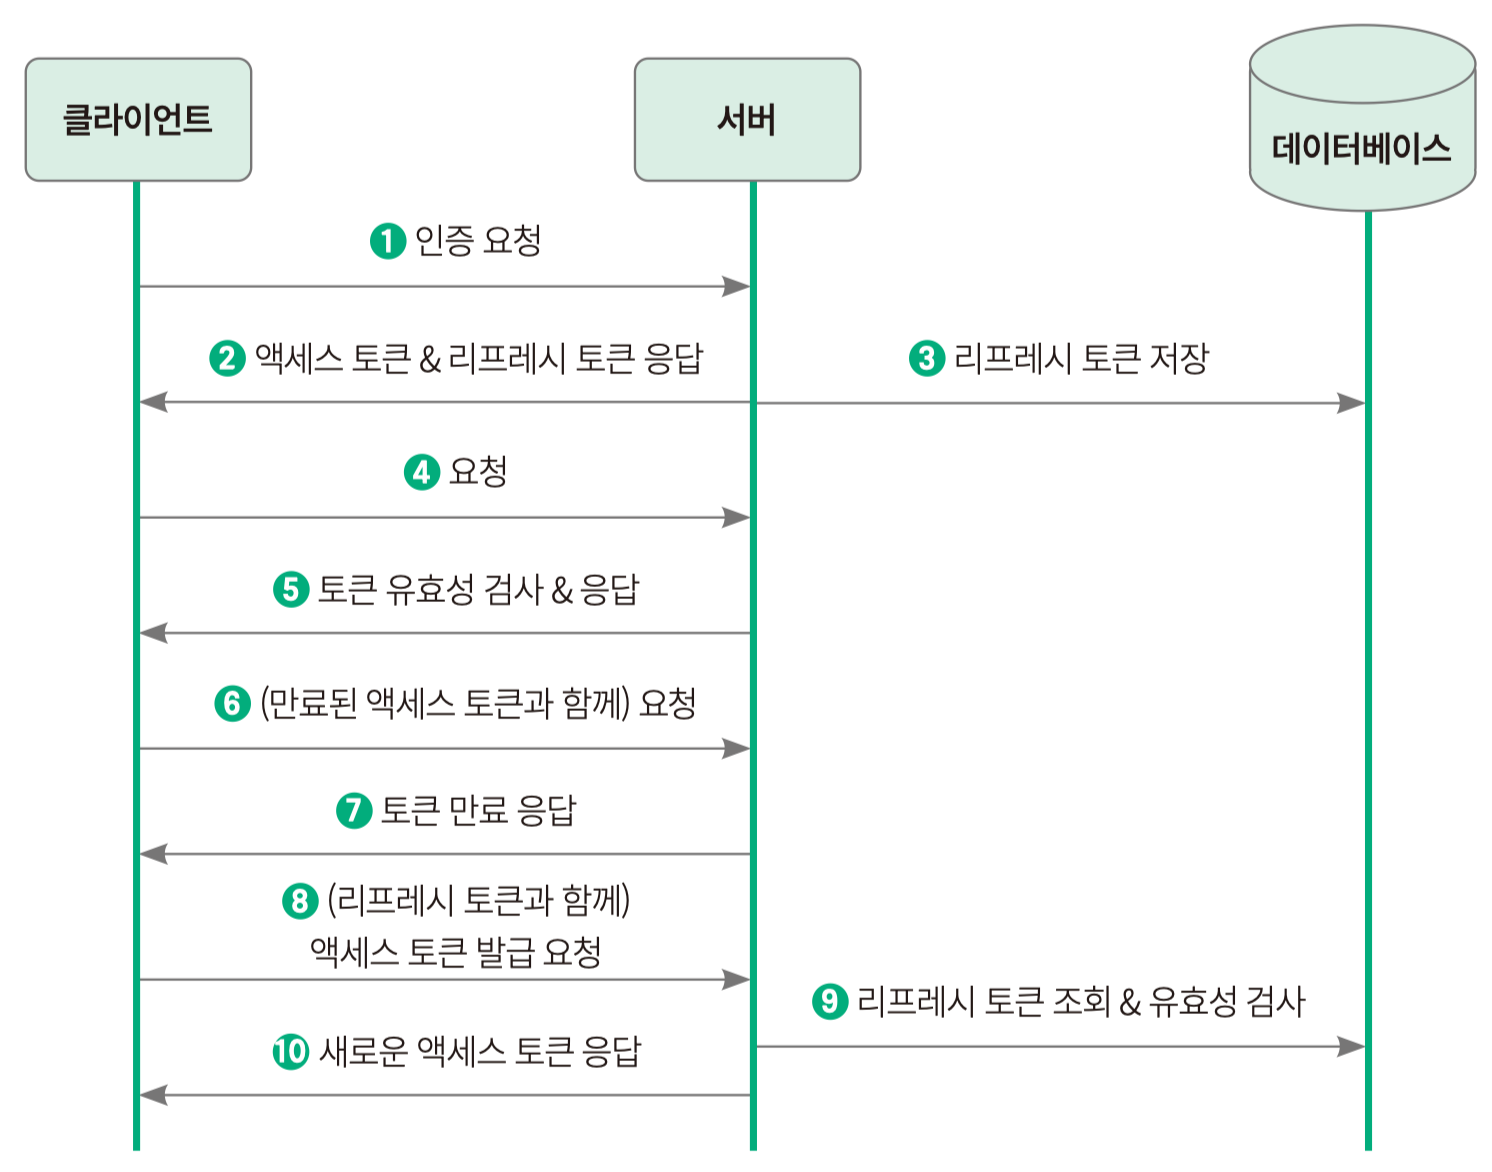 클라이언트
서버
데이터베이스
1 인증 요청
2 액세스 토큰 & 리프레시 토큰 응답
3 리프레시 토큰 저장
4 요청
5 토큰 유효성 검사 & 응답
6 (만료된 액세스 토큰과 함께) 요청
7 토큰 만료 응답
8 (리프레시 토큰과 함께)
액세스 토큰 발급 요청
9 리프레시 토큰 조회 & 유효성 검사
10 새로운 액세스 토큰 응답